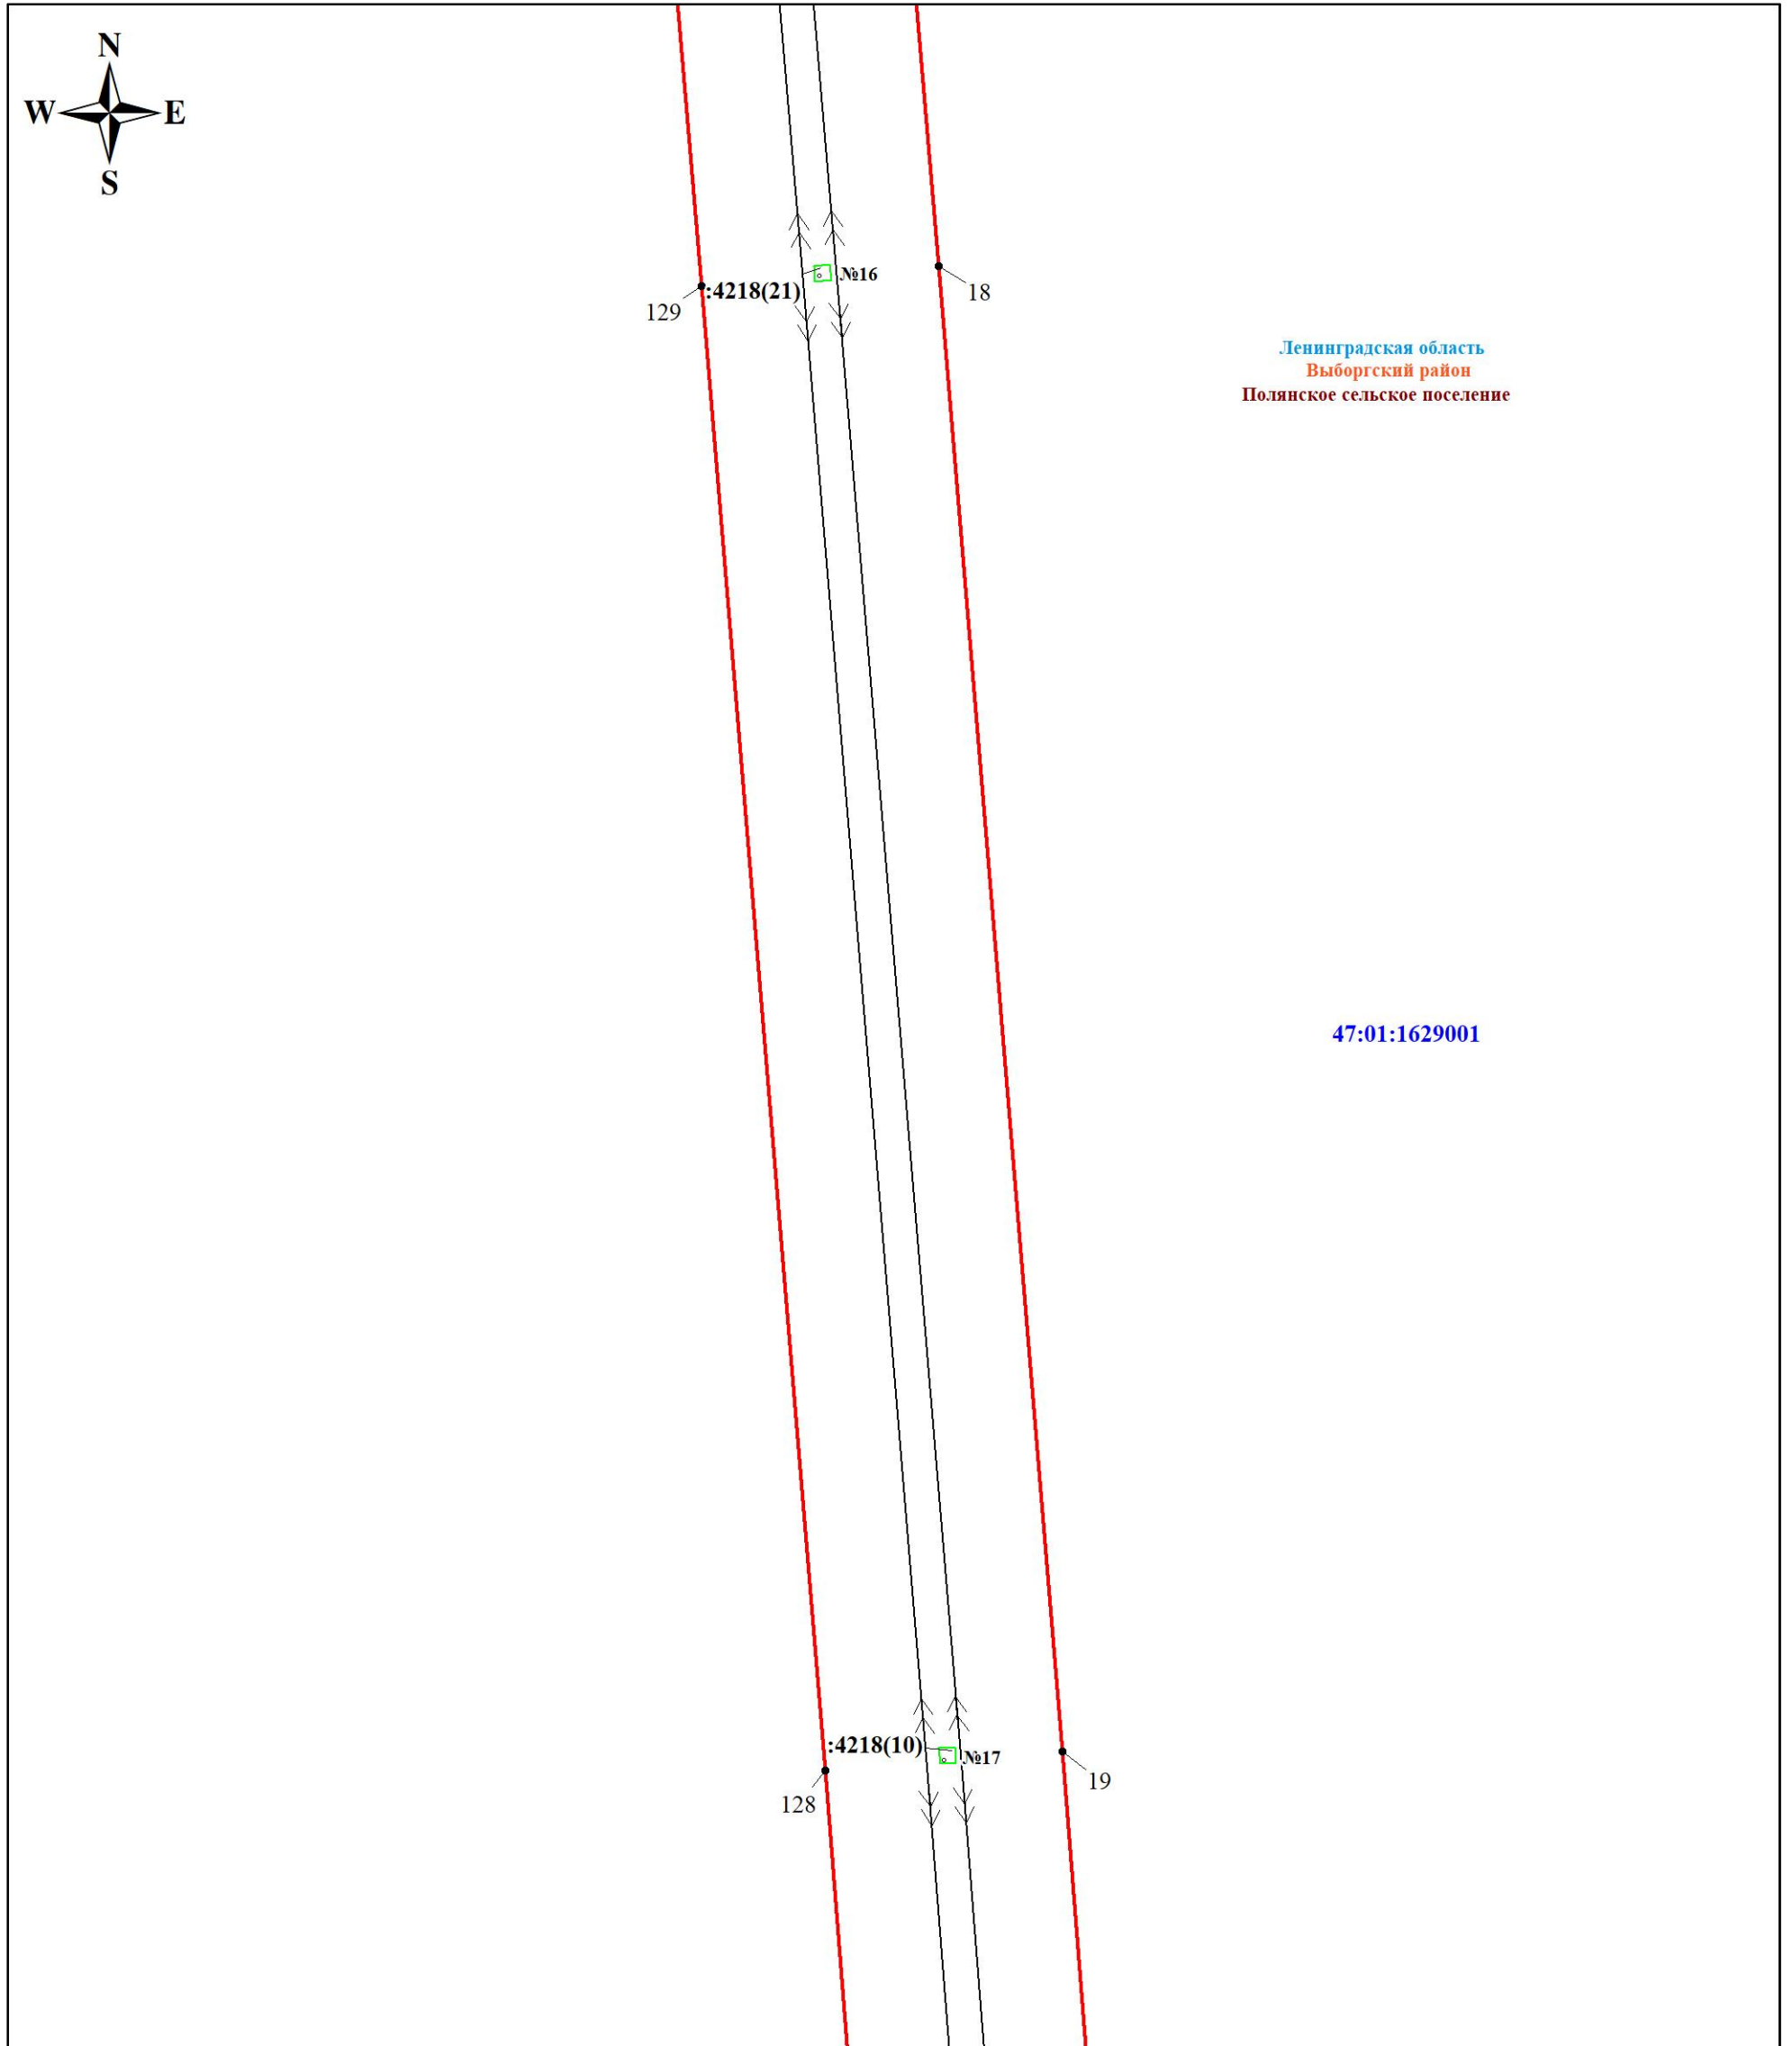 N
W E
S
№16
:4218(21)
129
18
Ленинградская область
Выборгский район
Полянское сельское поселение
47:01:1629001
:4218(10)
№17
19
128